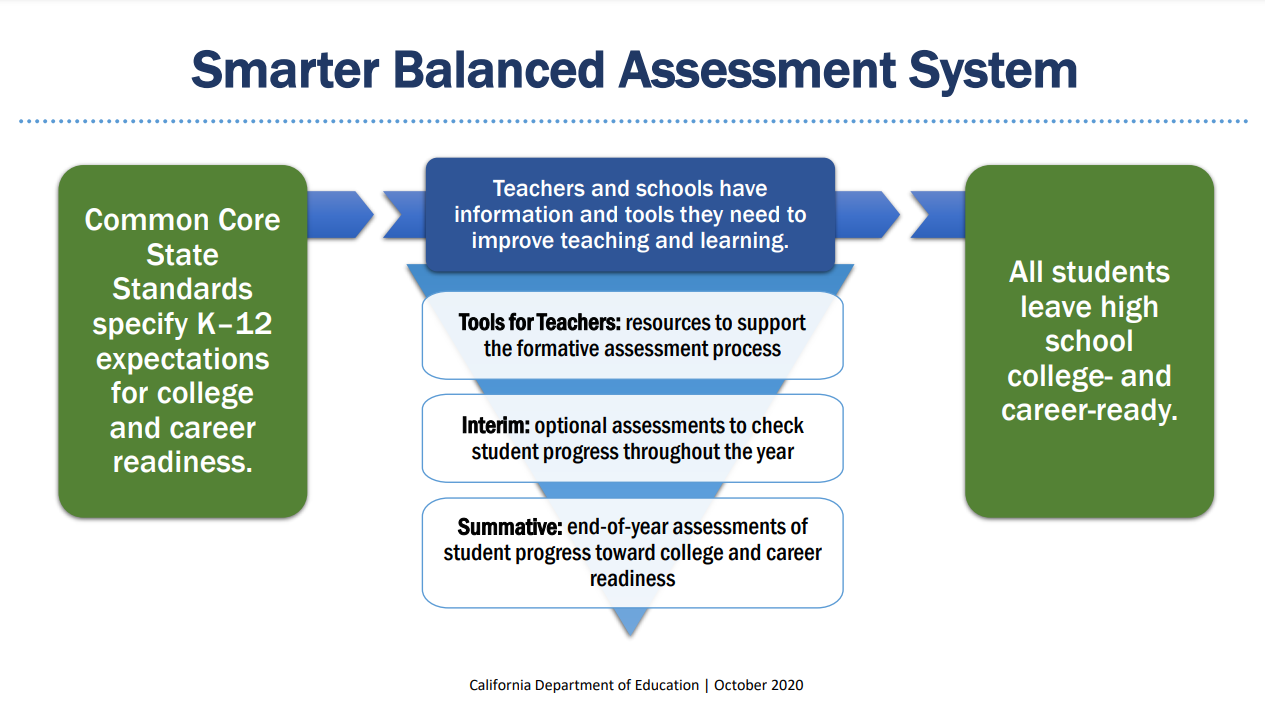 Smarter Balanced Assessment System
Common Core
State
Standards
specify K–12
expectations
for college
and career
readiness.
Teachers and schools have
information and tools they need to
improve teaching and learning.
Tools for Teachers: resources to support
the formative assessment process
Interim: optional assessments to check
student progress throughout the year
Summative: end-of-year assessments of
student progress toward college and career
readiness
All students
leave high
school
college- and
career-ready.
California Department of Education | October 2020